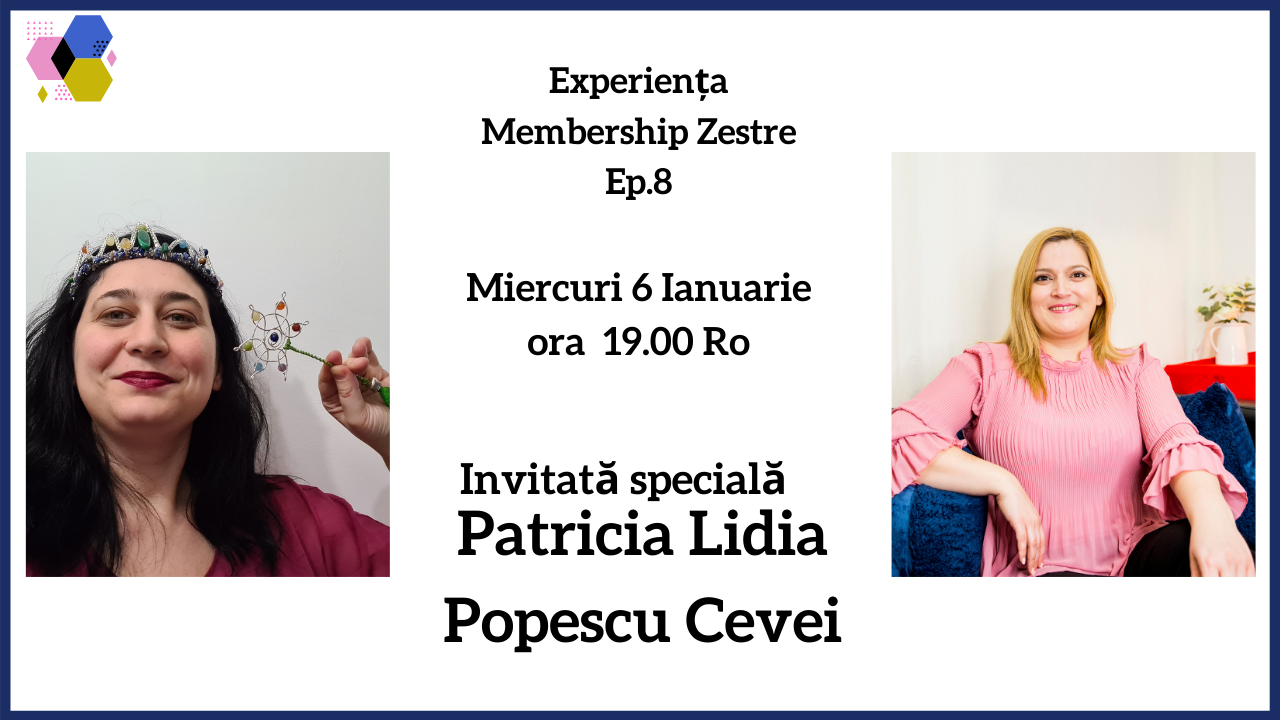 Experiența
Membership Zestre
Ep.8
Miercuri 6 Ianuarie
ora 19.00 Ro
Invitată specială
Patricia Lidia
Popescu Cevei